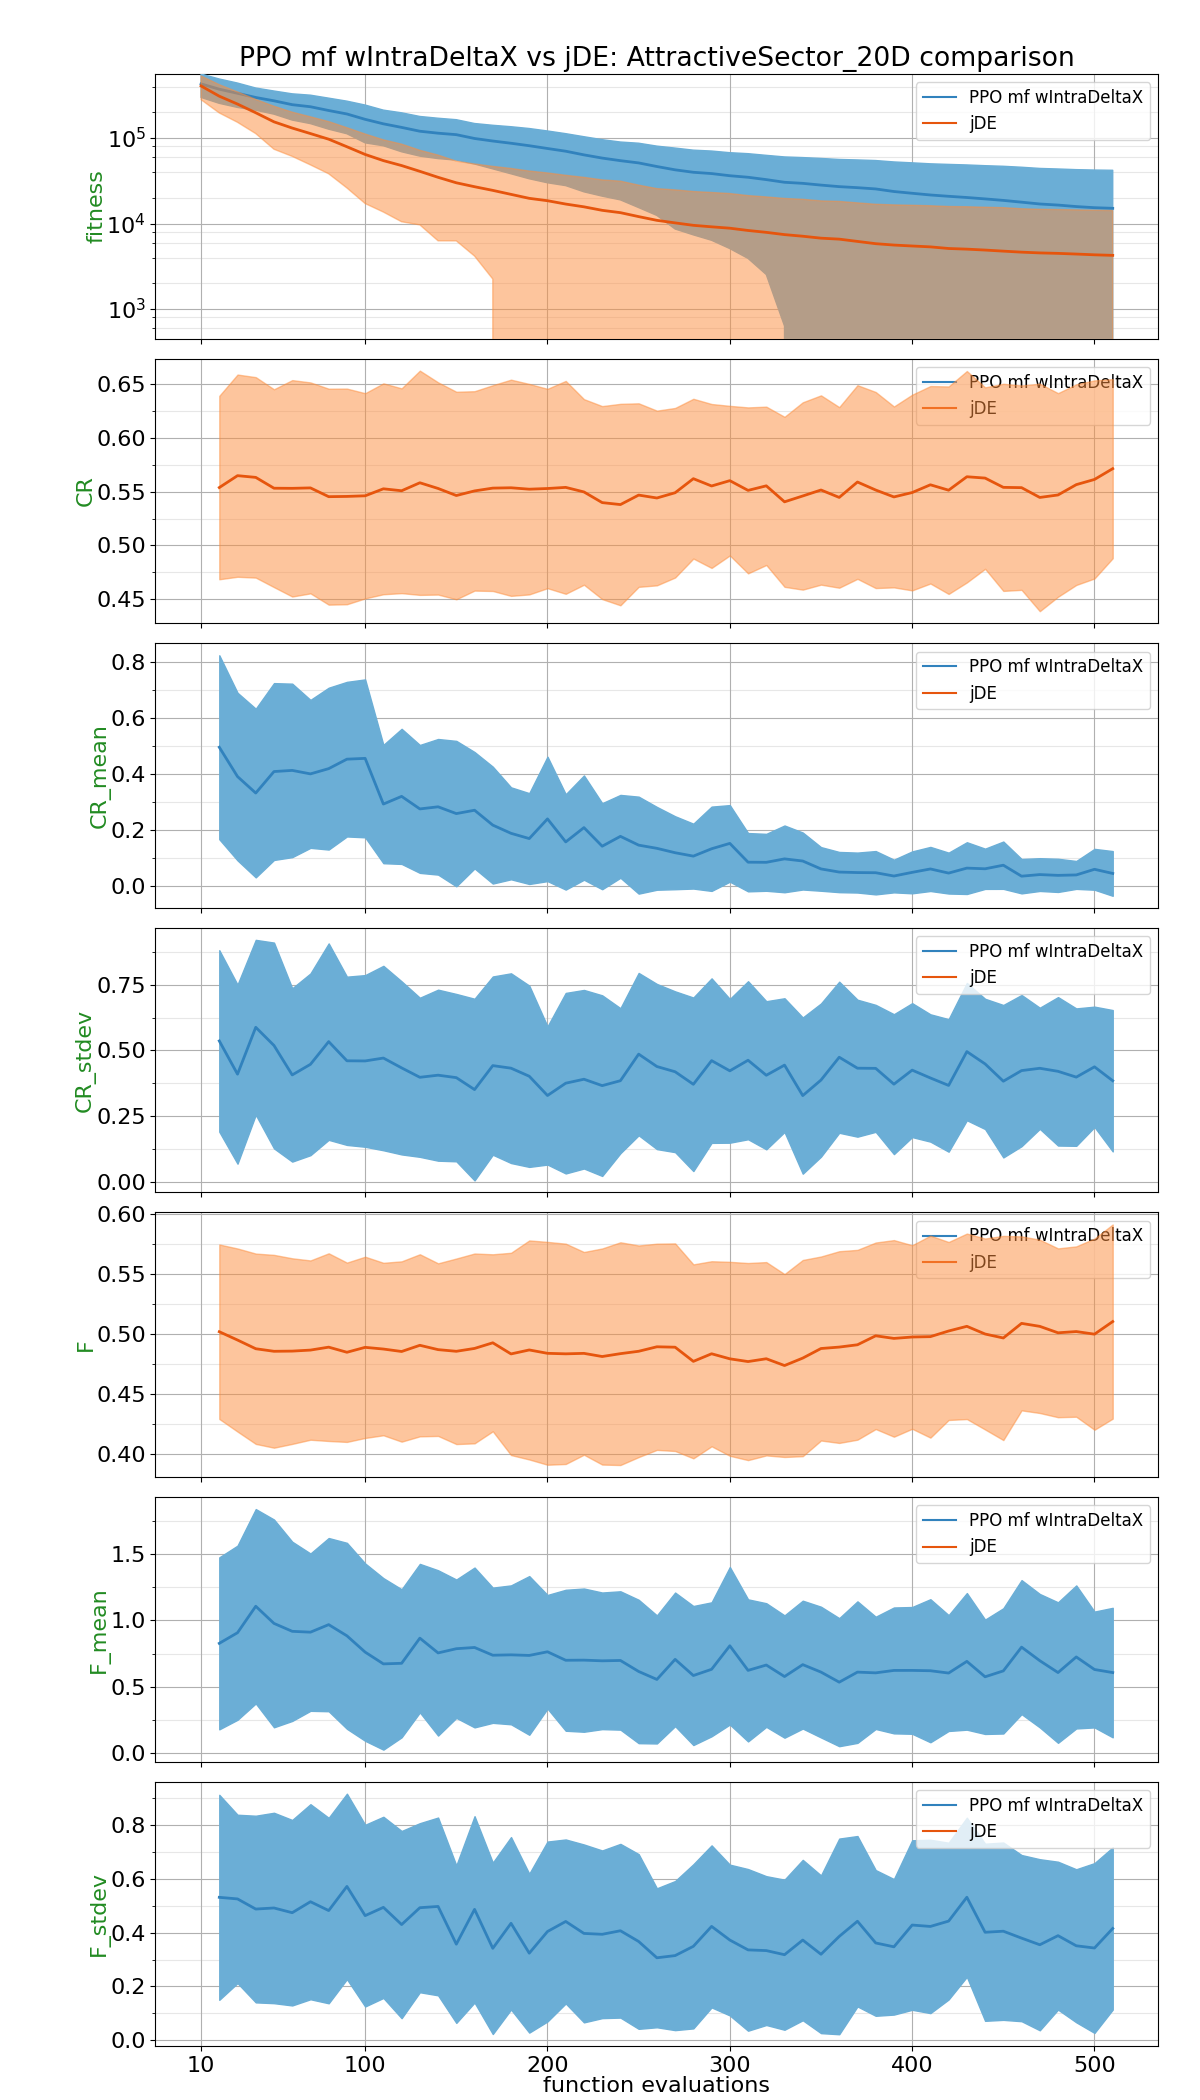 PPO mf wIntraDeltaX vs jDE: AttractiveSector_20D comparison
fitness
10^5
10^4
10^3
PPO mf wIntraDeltaX
jDE
CR
0.65
0.60
0.55
0.50
0.45
PPO mf wIntraDeltaX
jDE
CR_mean
0.8
0.6
0.4
0.2
0.0
PPO mf wIntraDeltaX
jDE
CR_stdev
0.75
0.50
0.25
0.00
PPO mf wIntraDeltaX
jDE
F
0.60
0.55
0.50
0.45
0.40
PPO mf wIntraDeltaX
jDE
F_mean
1.5
1.0
0.5
0.0
PPO mf wIntraDeltaX
jDE
F_stdev
0.8
0.6
0.4
0.2
0.0
PPO mf wIntraDeltaX
jDE
10 100 200 300 400 500
function evaluations